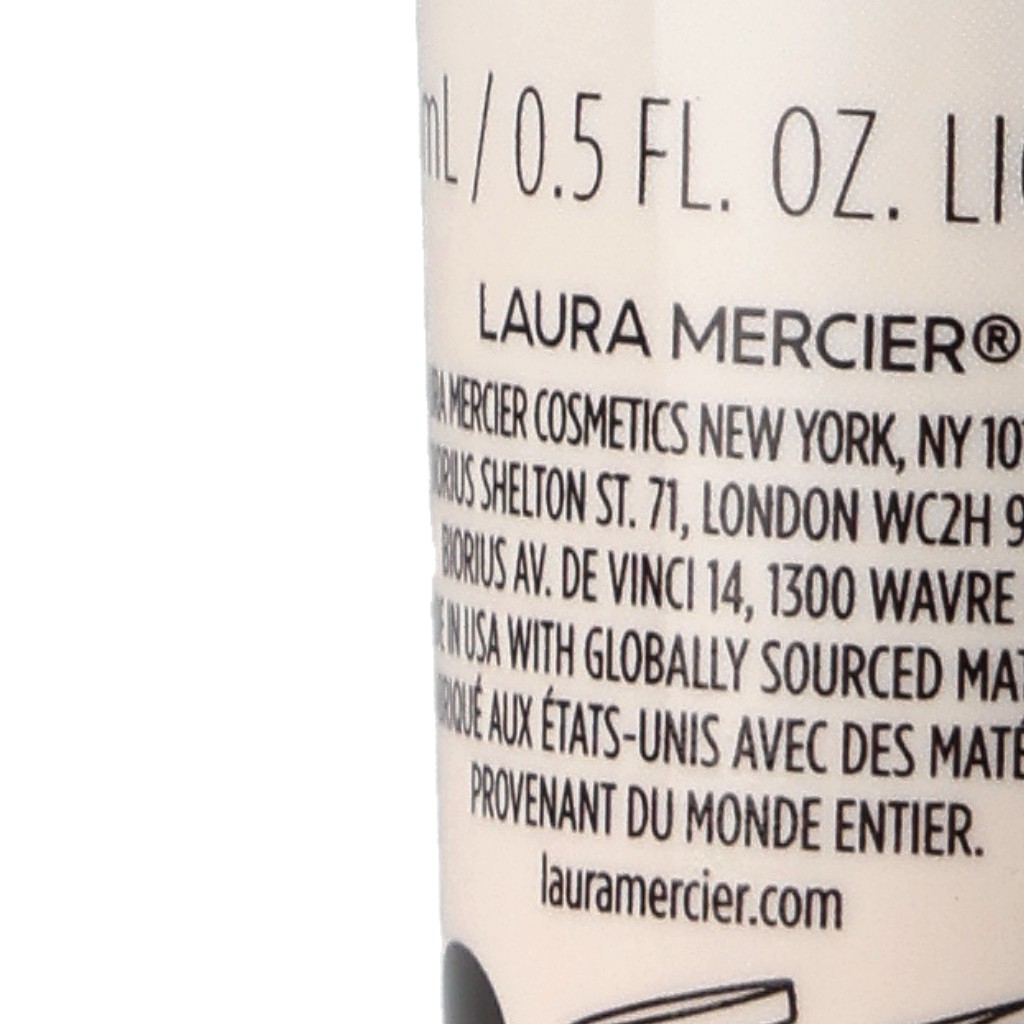 mL / 0.5 FL. OZ.
LAURA MERCIER®
MERCIER COSMETICS NEW YORK, NY
SHELTON ST. 71, LONDON WC2H
BIORIUS AV. DE VINCI 14, 1300 WAVRE
IN USA WITH GLOBALLY SOURCED
AUX ÉTATS-UNIS AVEC DES
PROVENANT DU MONDE ENTIER.
lauramercier.com